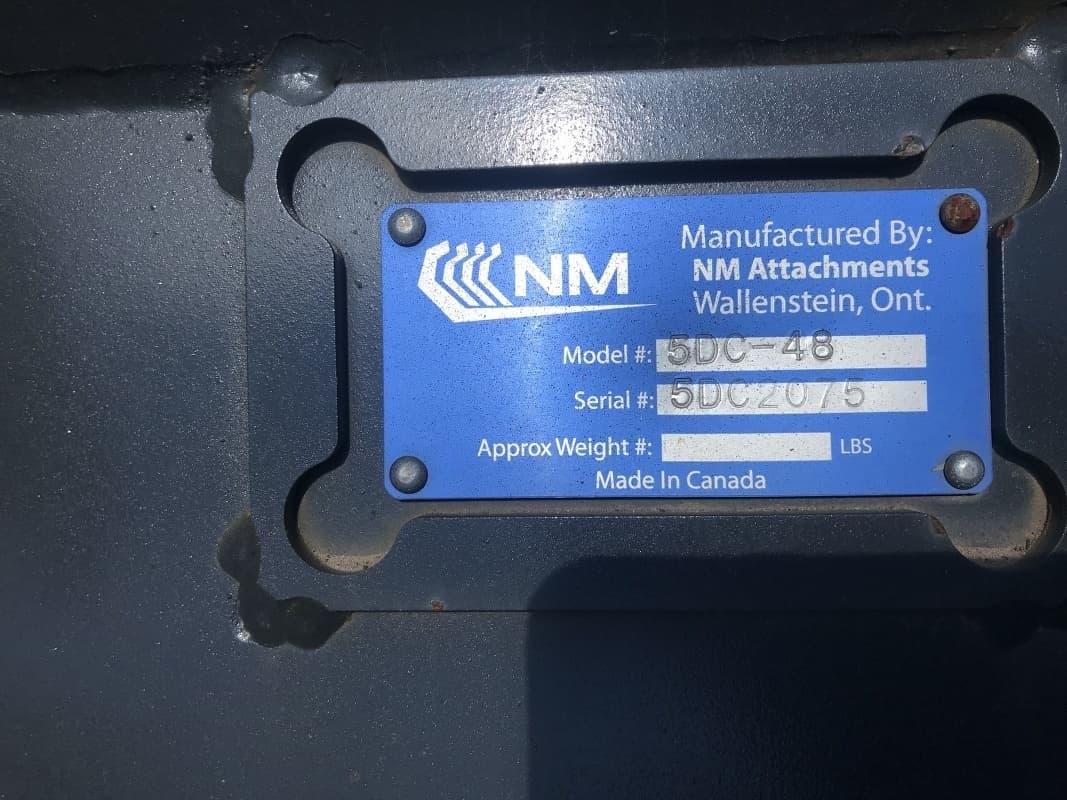 NM
Manufactured By:
NM Attachments
Wallenstein, Ont.
Model #: 5DC-48
Serial #: 5DC2075
Approx Weight #: LBS
Made In Canada